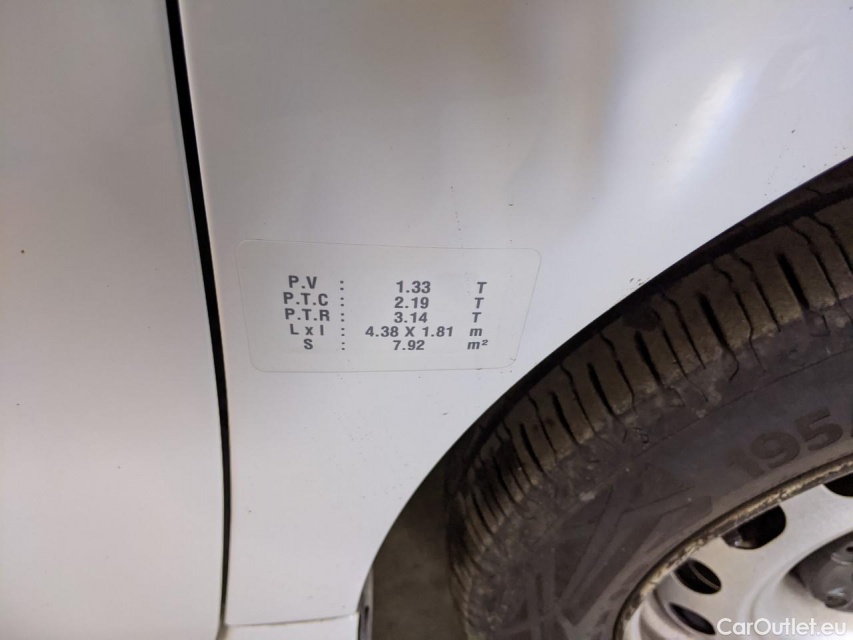 P.V : 1.33 T
P.T.C : 2.19 T
P.T.R : 3.14 T
L x l : 4.38 X 1.81 m
S : 7.92 m²
195
CarOutlet.eu